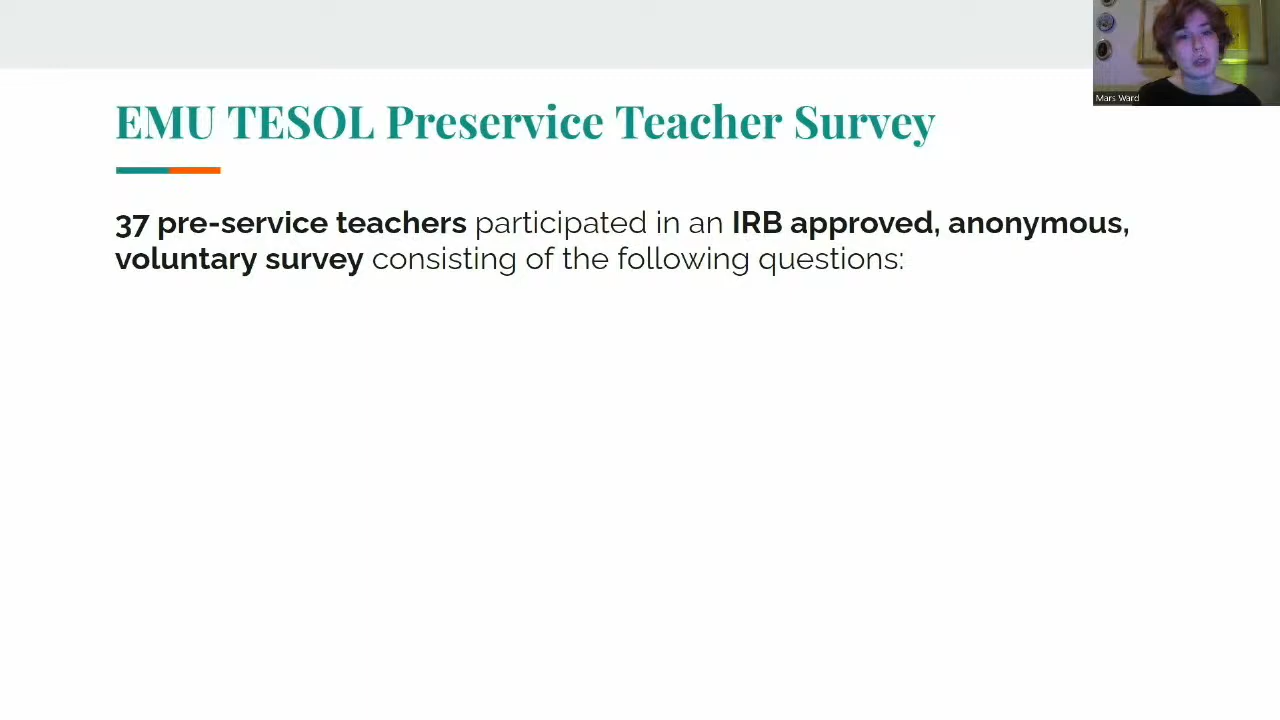 Mars Ward
EMU TESOL Preservice Teacher Survey
37 pre-service teachers participated in an IRB approved, anonymous,
voluntary survey consisting of the following questions: